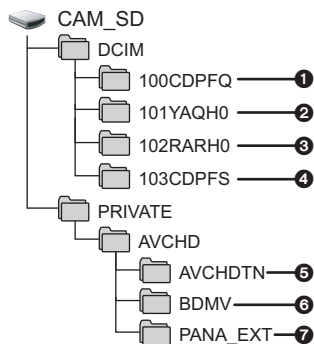 CAM_SD
DCIM
100CDPFQ 1
101YAQH0 2
102RARH0 3
103CDPFS 4
PRIVATE
AVCHD
AVCHDTN 5
BDMV 6
PANA_EXT 7